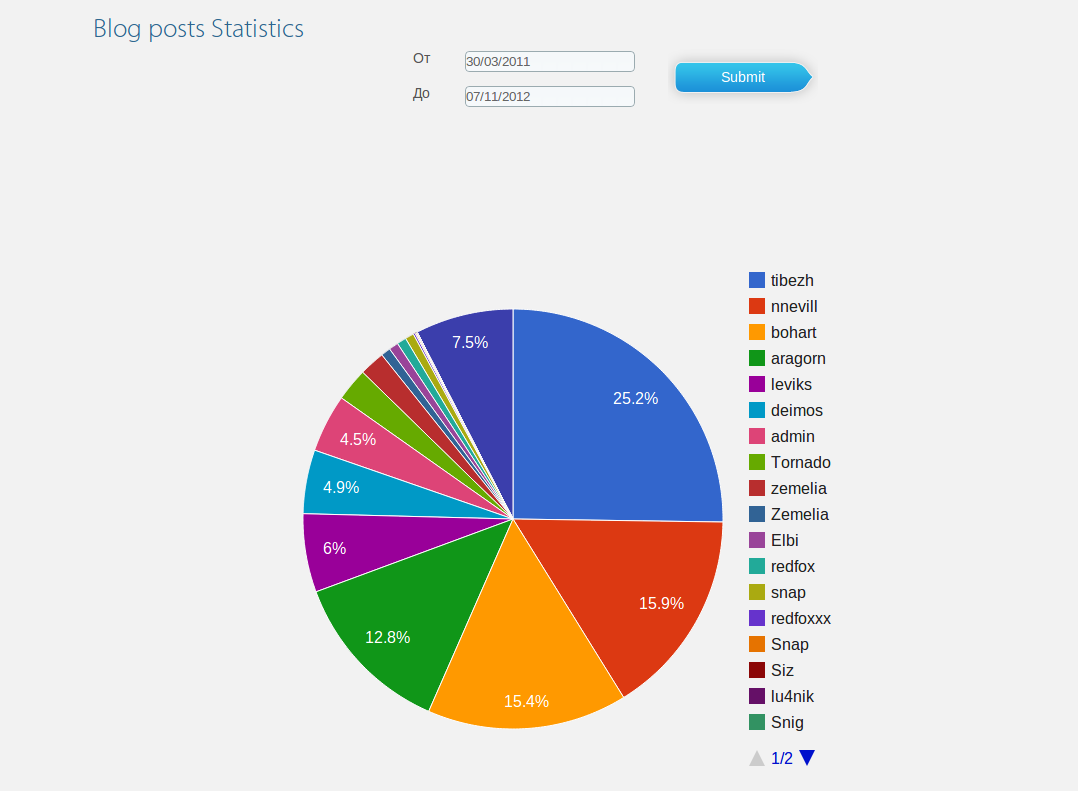 Blog posts Statistics
От 30/03/2011
Submit
До 07/11/2012
tibezh
nnevill
bohart
aragorn
leviks
deimos
admin
Tornado
zemelia
Zemelia
Elbi
redfox
snap
redfoxxx
Snap
Siz
lu4nik
Snig
1/2
7.5%
25.2%
4.5%
4.9%
6%
15.9%
12.8%
15.4%